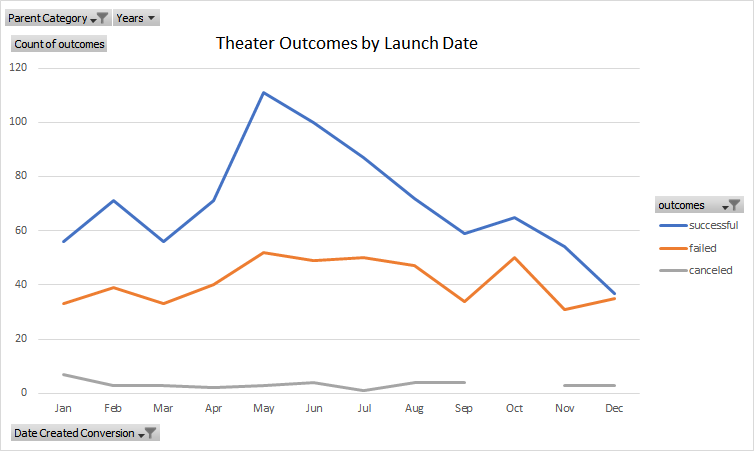 Parent Category Years
Count of outcomes
Theater Outcomes by Launch Date
120
100
80
60
40
20
0
Jan Feb Mar Apr May Jun Jul Aug Sep Oct Nov Dec
outcomes
successful
failed
canceled
Date Created Conversion